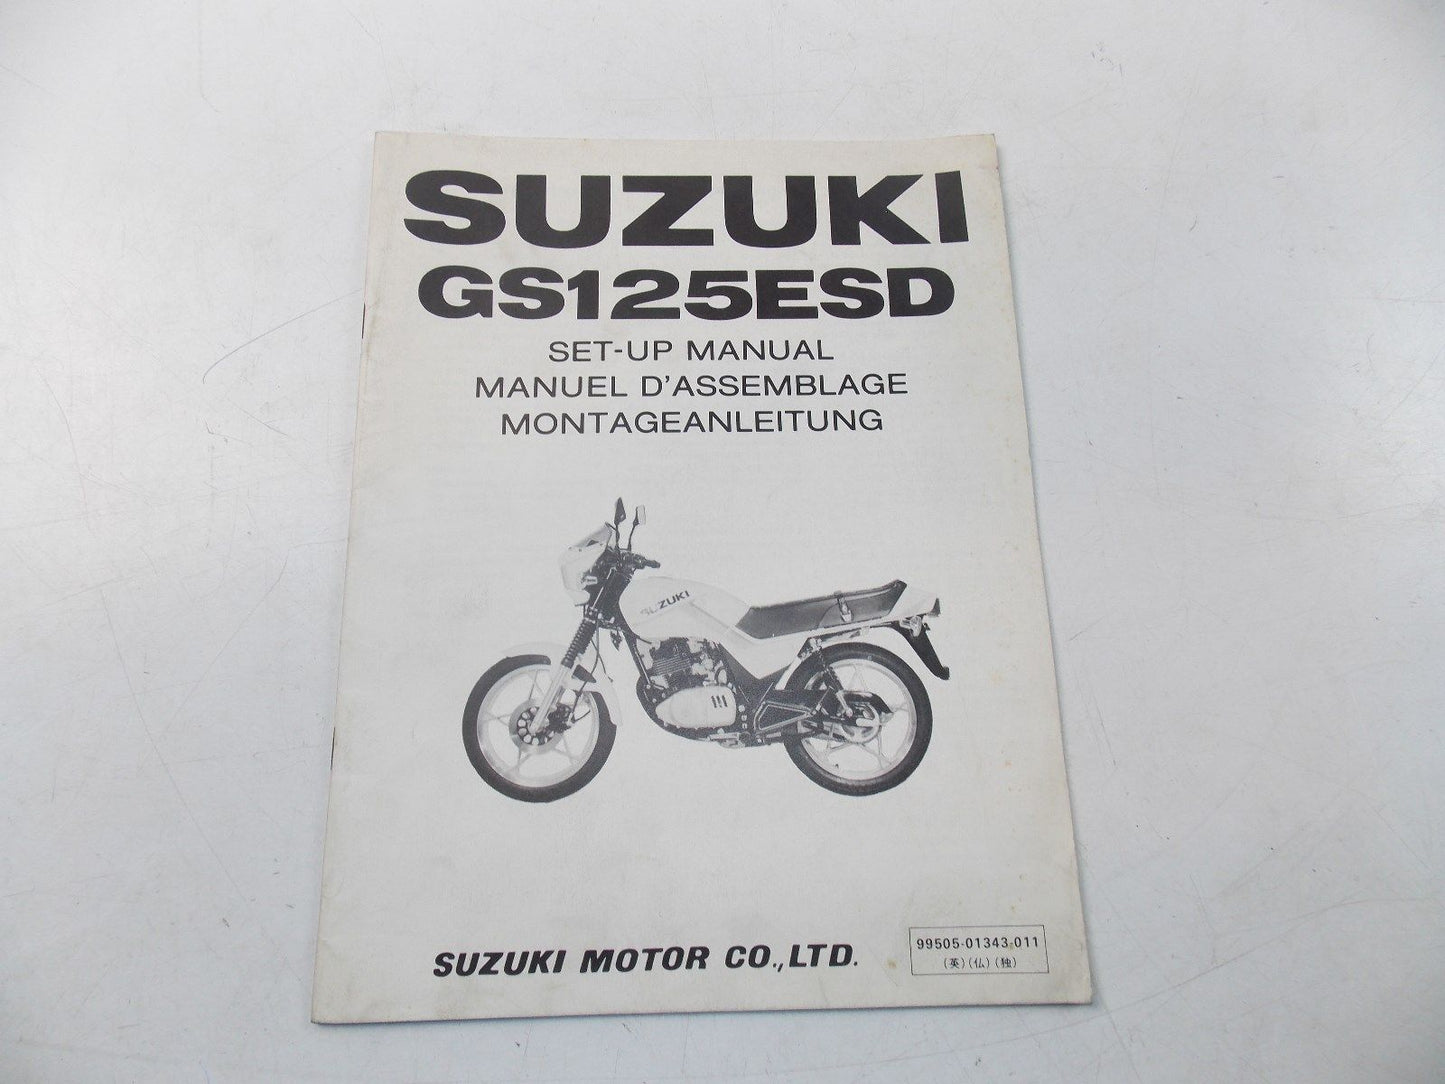 SUZUKI
GS125ESD
SET-UP MANUAL
MANUEL D'ASSEMBLAGE
MONTAGEANLEITUNG
SUZUKI
SUZUKI MOTOR CO., LTD.
99505-01343-011
(英)(仏)(独)